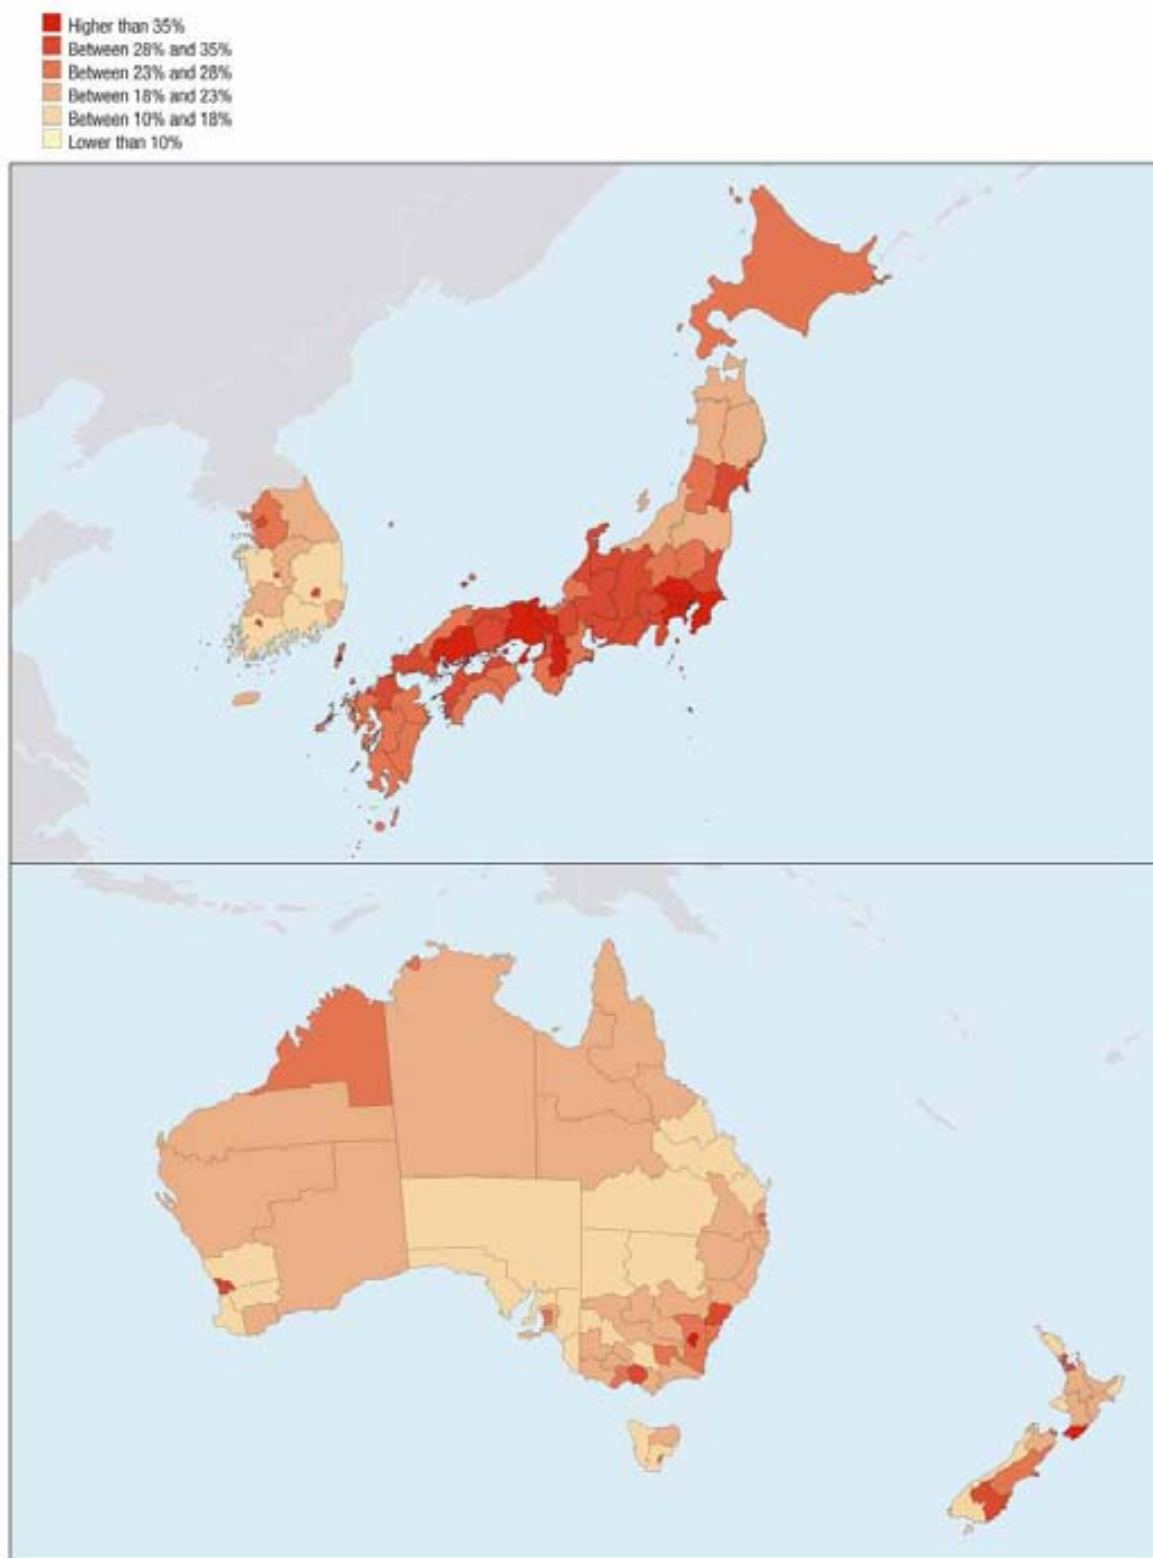 Higher than 35%
Between 28% and 35%
Between 23% and 28%
Between 18% and 23%
Between 10% and 18%
Lower than 10%